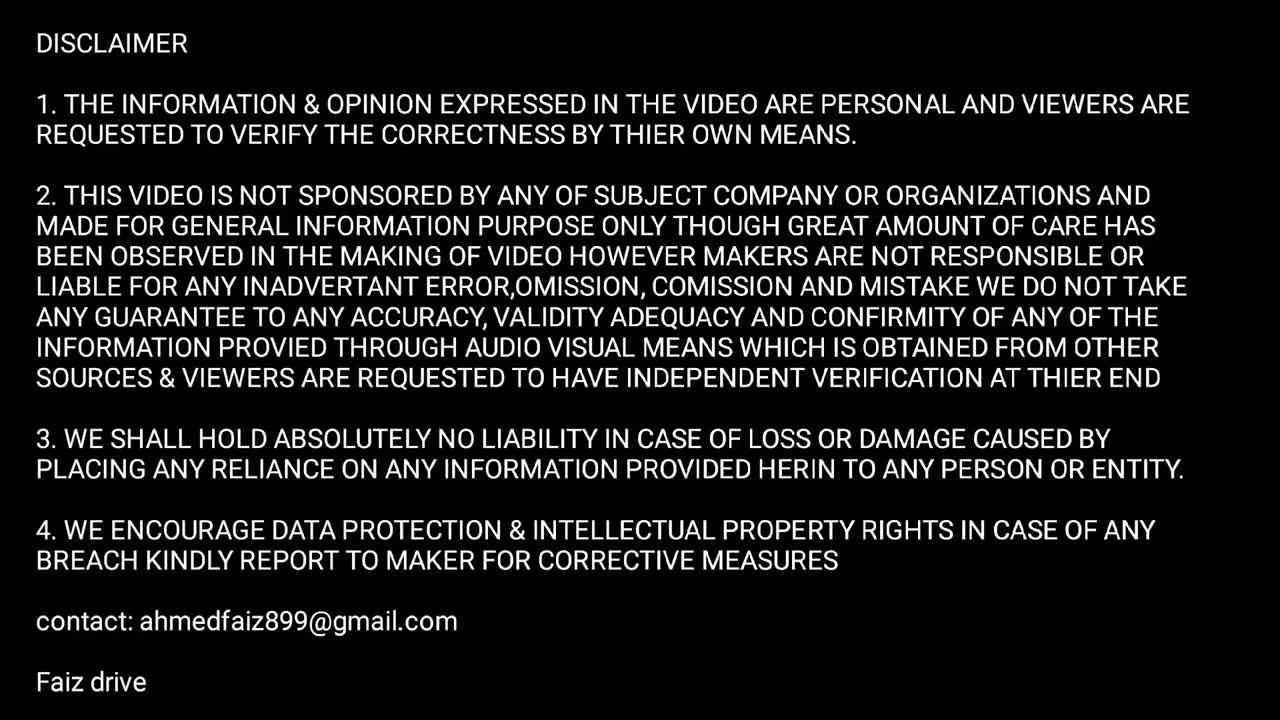 DISCLAIMER
1. THE INFORMATION & OPINION EXPRESSED IN THE VIDEO ARE PERSONAL AND VIEWERS ARE
REQUESTED TO VERIFY THE CORRECTNESS BY THIER OWN MEANS.
2. THIS VIDEO IS NOT SPONSORED BY ANY OF SUBJECT COMPANY OR ORGANIZATIONS AND
MADE FOR GENERAL INFORMATION PURPOSE ONLY THOUGH GREAT AMOUNT OF CARE HAS
BEEN OBSERVED IN THE MAKING OF VIDEO HOWEVER MAKERS ARE NOT RESPONSIBLE OR
LIABLE FOR ANY INADVERTANT ERROR,OMISSION, COMISSION AND MISTAKE WE DO NOT TAKE
ANY GUARANTEE TO ANY ACCURACY, VALIDITY ADEQUACY AND CONFIRMITY OF ANY OF THE
INFORMATION PROVIED THROUGH AUDIO VISUAL MEANS WHICH IS OBTAINED FROM OTHER
SOURCES & VIEWERS ARE REQUESTED TO HAVE INDEPENDENT VERIFICATION AT THIER END
3. WE SHALL HOLD ABSOLUTELY NO LIABILITY IN CASE OF LOSS OR DAMAGE CAUSED BY
PLACING ANY RELIANCE ON ANY INFORMATION PROVIDED HERIN TO ANY PERSON OR ENTITY.
4. WE ENCOURAGE DATA PROTECTION & INTELLECTUAL PROPERTY RIGHTS IN CASE OF ANY
BREACH KINDLY REPORT TO MAKER FOR CORRECTIVE MEASURES
contact: ahmedfaiz899@gmail.com
Faiz drive